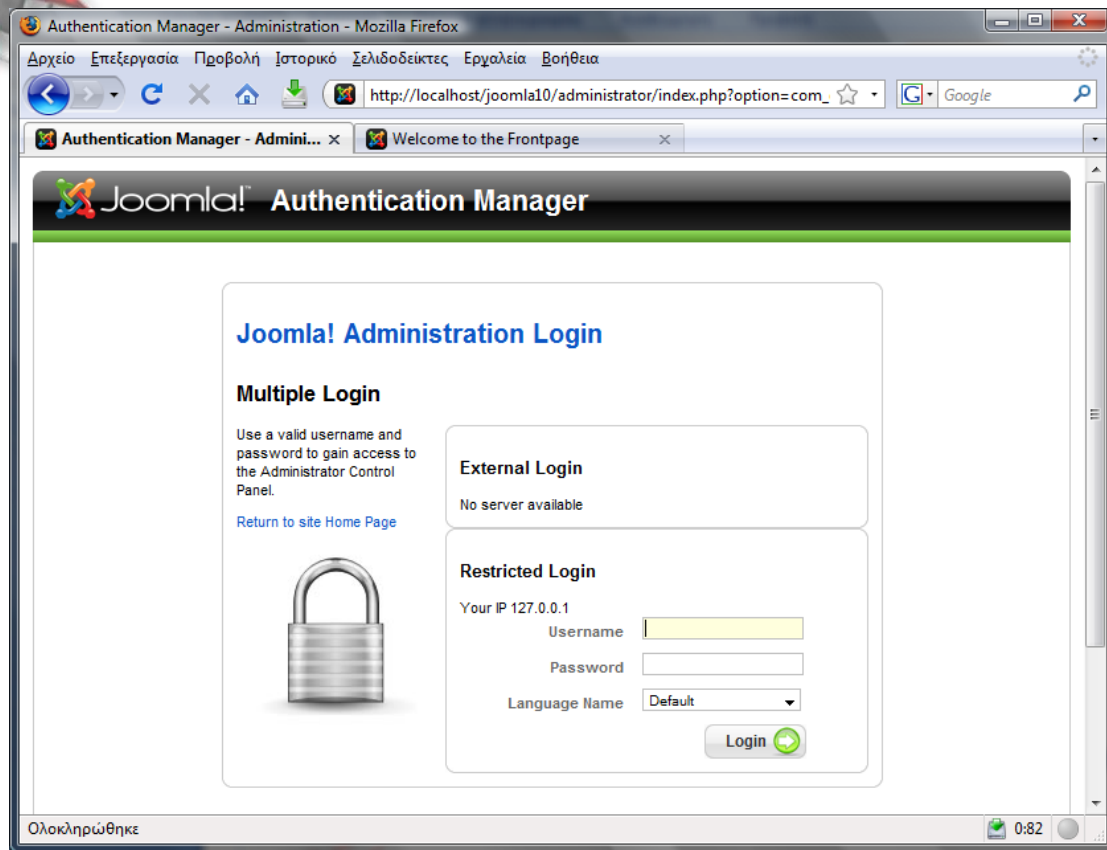 Authentication Manager - Administration - Mozilla Firefox
Αρχείο Επεξεργασία Προβολή Ιστορικό Σελιδοδείκτες Εργαλεία Βοήθεια
http://localhost/joomla10/administrator/index.php?option=com_ Google
Authentication Manager - Admini... Welcome to the Frontpage
Joomla!™ Authentication Manager
Joomla! Administration Login
Multiple Login
Use a valid username and
password to gain access to
the Administrator Control
Panel.
Return to site Home Page
External Login
No server available
Restricted Login
Your IP 127.0.0.1
Username
Password
Language Name Default
Login
Ολοκληρώθηκε 0:82